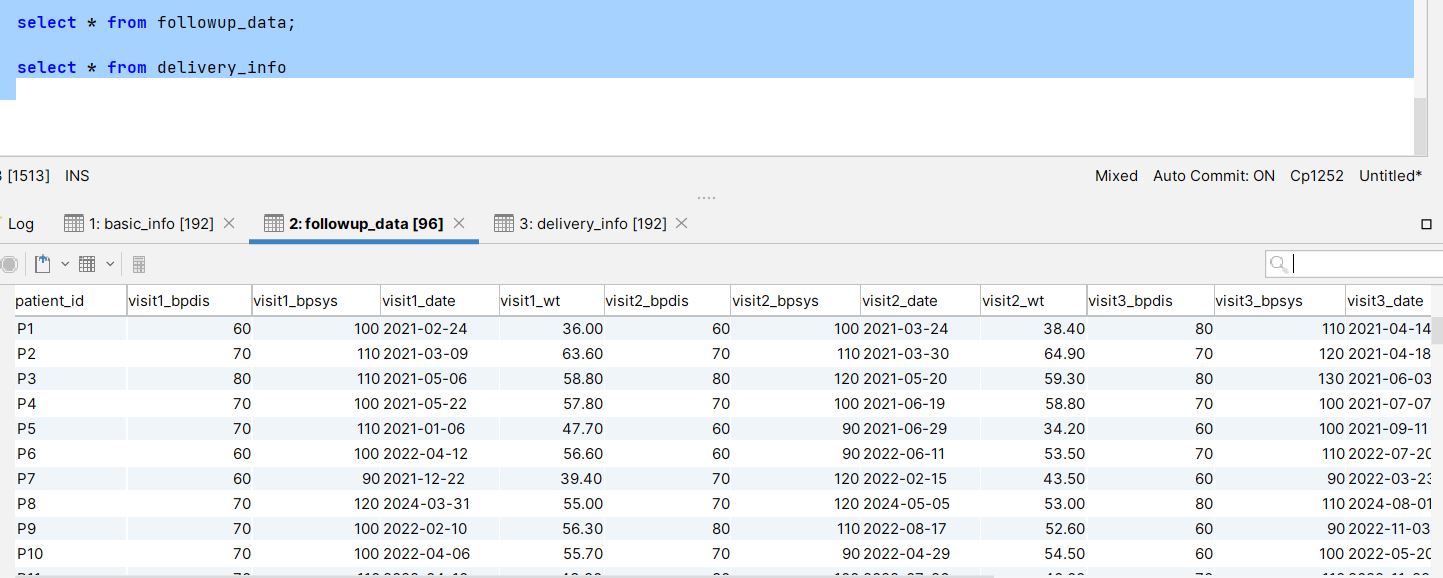 select * from followup_data;
select * from delivery_info
[1513] INS Mixed Auto Commit: ON Cp1252 Untitled*
Log 1: basic_info [192] 2: followup_data [96] 3: delivery_info [192]
patient_id visit1_bpdis visit1_bpsys visit1_date visit1_wt visit2_bpdis visit2_bpsys visit2_date visit2_wt visit3_bpdis visit3_bpsys visit3_date
P1 60 100 2021-02-24 36.00 60 100 2021-03-24 38.40 80 110 2021-04-14
P2 70 110 2021-03-09 63.60 70 110 2021-03-30 64.90 70 120 2021-04-18
P3 80 110 2021-05-06 58.80 80 120 2021-05-20 59.30 80 130 2021-06-03
P4 70 100 2021-05-22 57.80 70 100 2021-06-19 58.80 70 100 2021-07-07
P5 70 110 2021-01-06 47.70 60 90 2021-06-29 34.20 60 100 2021-09-11
P6 60 100 2022-04-12 56.60 60 90 2022-06-11 53.50 70 110 2022-07-20
P7 60 90 2021-12-22 39.40 70 120 2022-02-15 43.50 60 90 2022-03-23
P8 70 120 2024-03-31 55.00 70 120 2024-05-05 53.00 80 110 2024-08-01
P9 70 100 2022-02-10 56.30 80 110 2022-08-17 52.60 60 90 2022-11-03
P10 70 100 2022-04-06 55.70 70 90 2022-04-29 54.50 60 100 2022-05-20